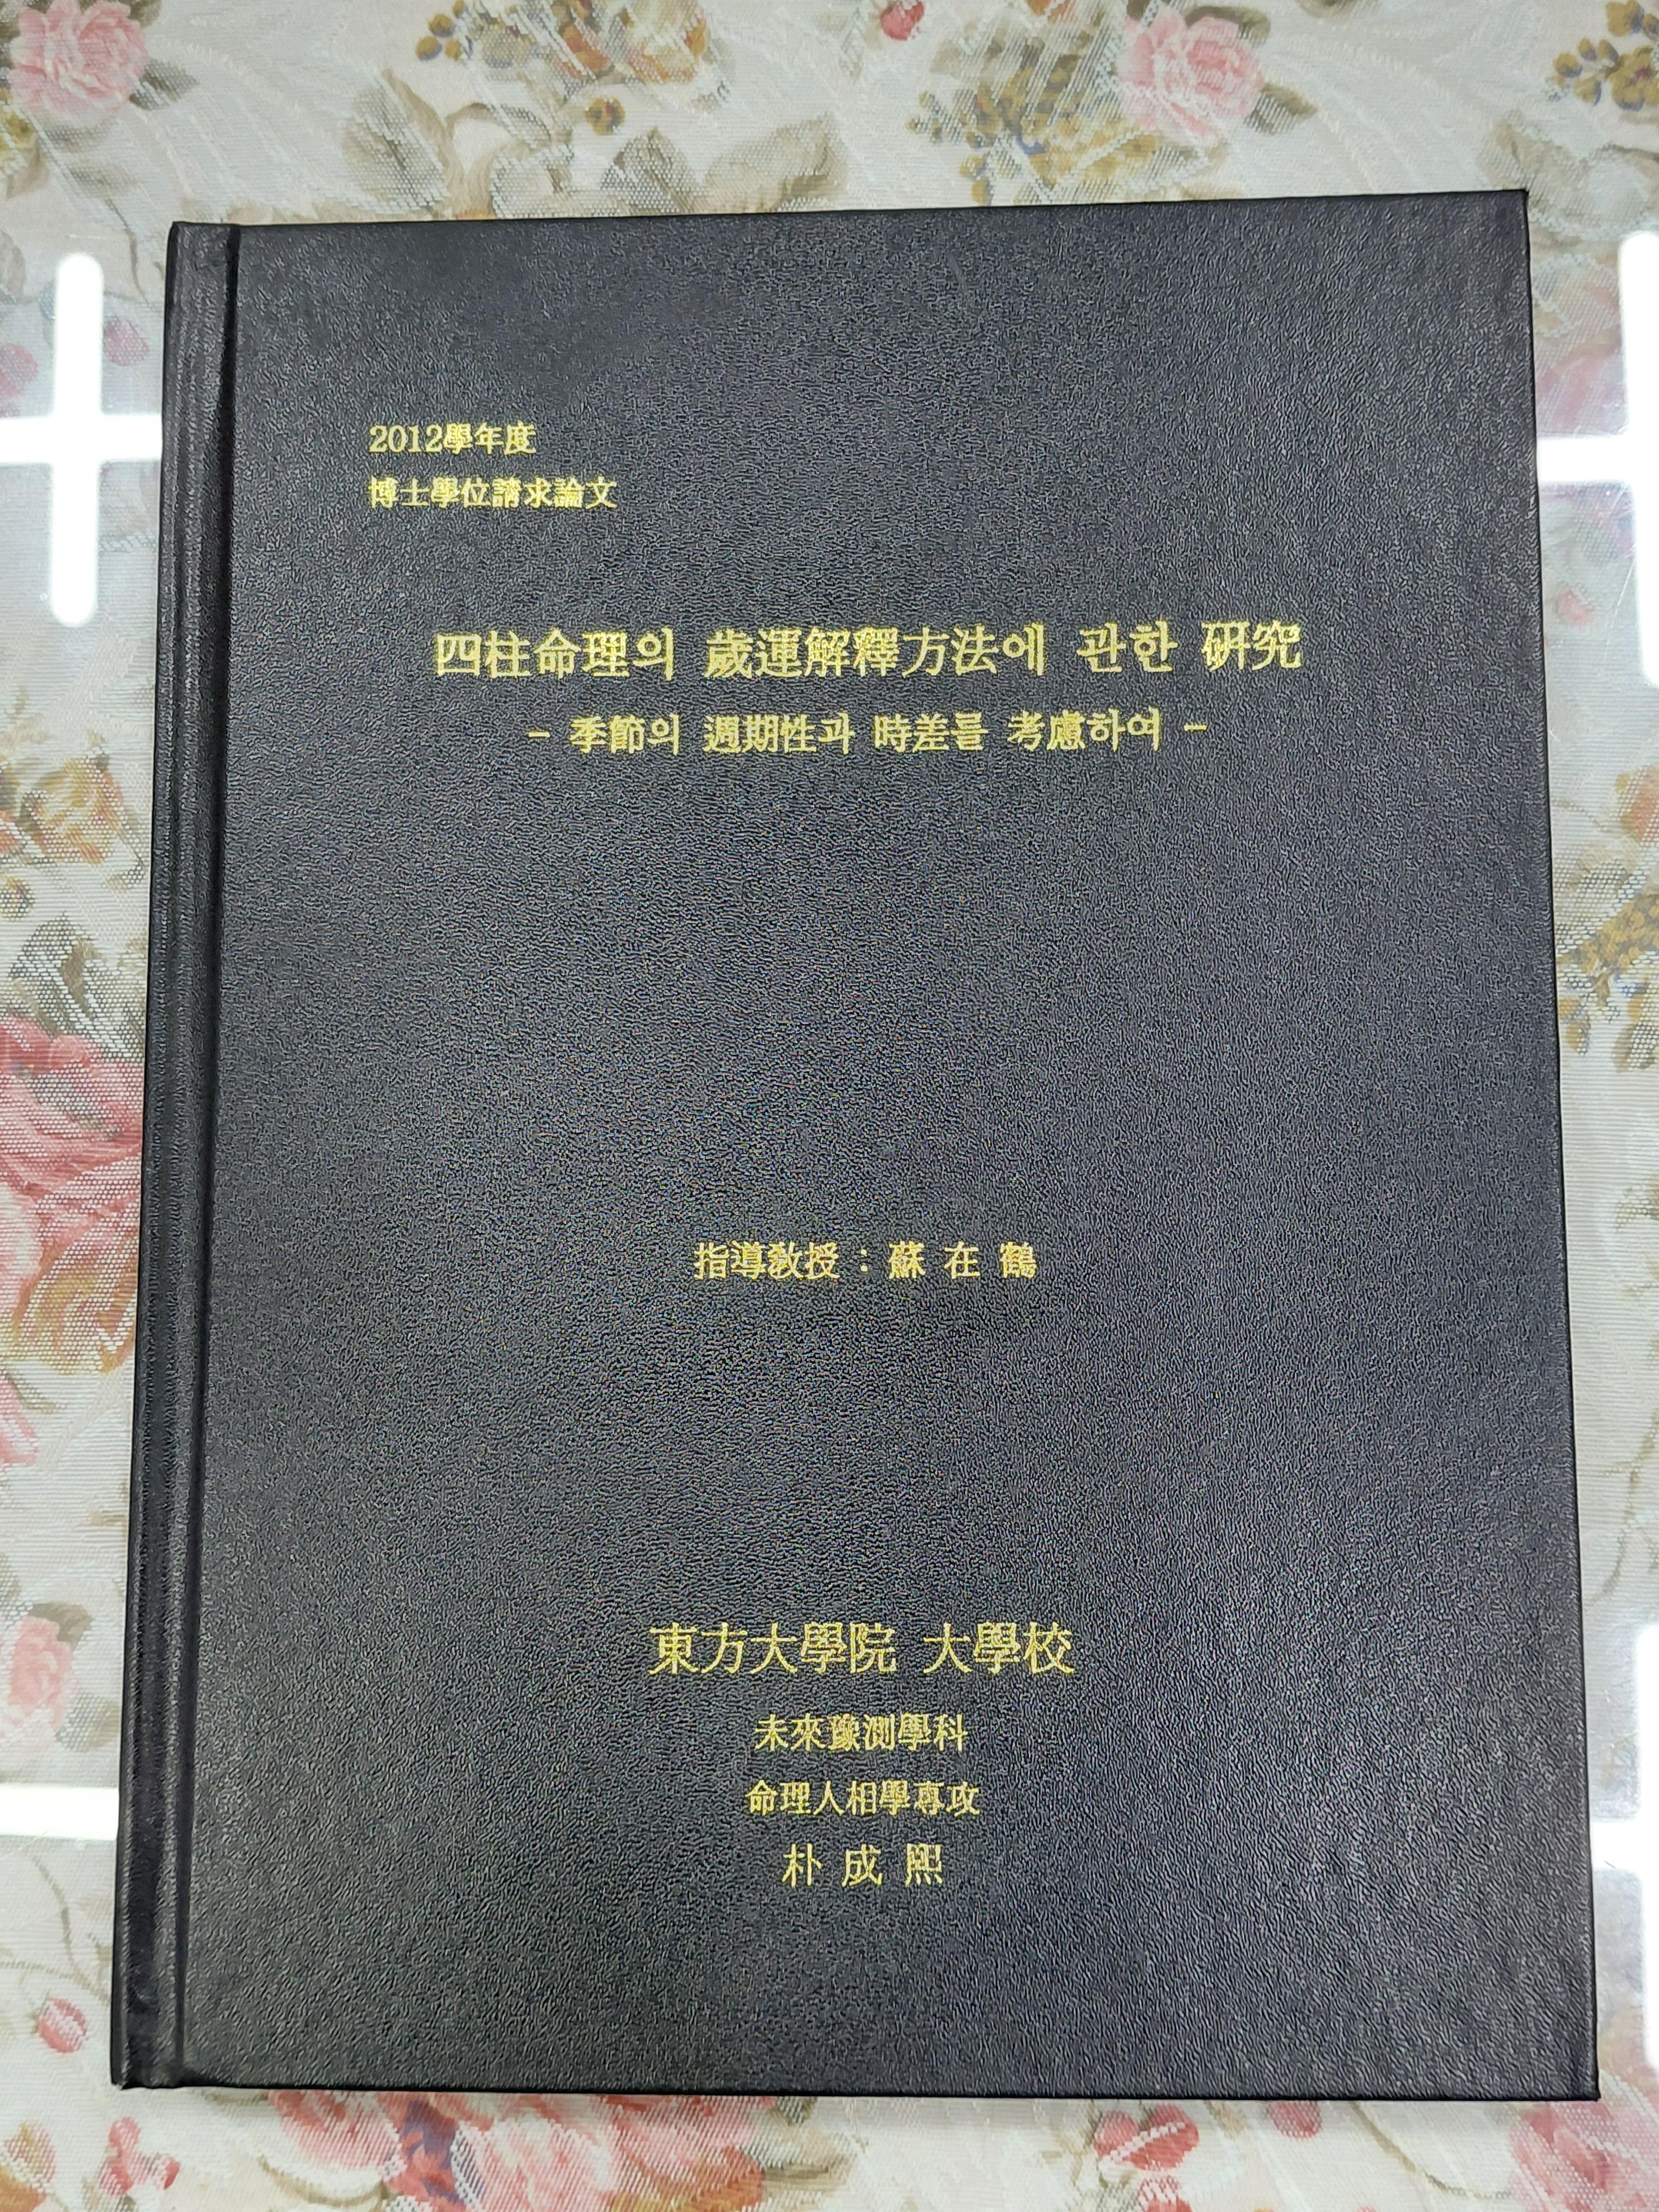 2012學年度
博士學位請求論文
四柱命理의 歲運解釋方法에 관한 硏究
- 季節의 週期性과 時差를 考慮하여 -
指導敎授 : 蘇 在 鶴
東方大學院 大學校
未來豫測學科
命理人相學專攻
朴 成 熙